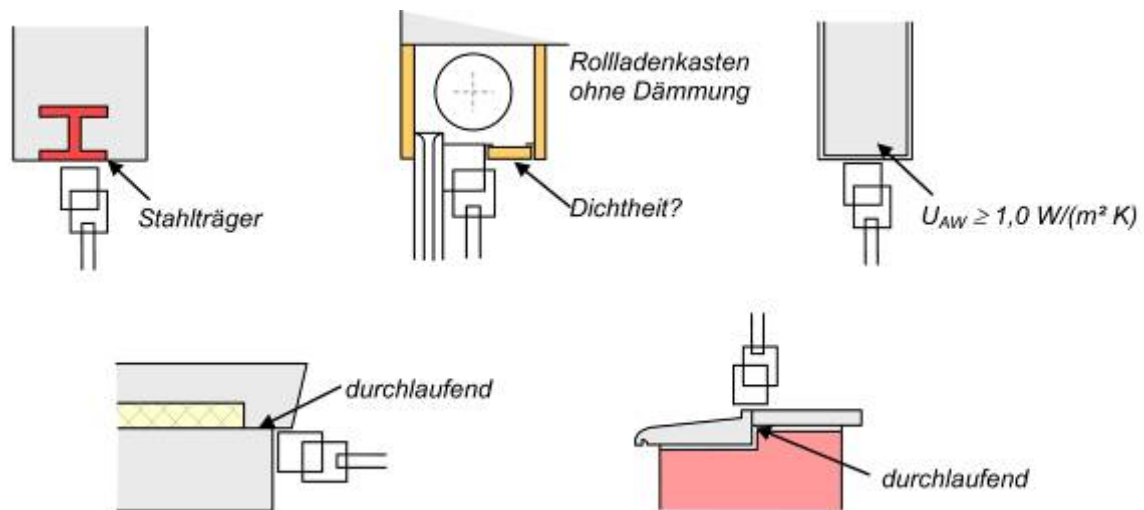 Rollladenkasten
ohne Dämmung
Stahlträger
Dichtheit?
U_AW ≥ 1,0 W/(m² K)
durchlaufend
durchlaufend